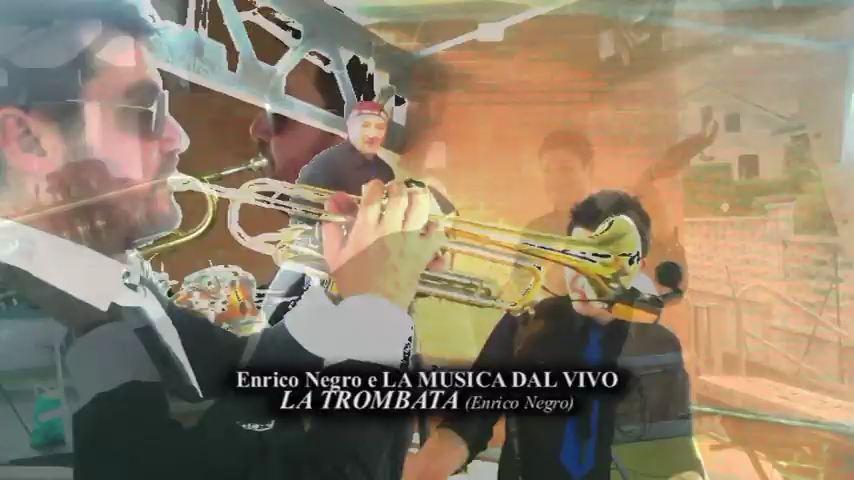 Enrico Negro e LA MUSICA DAL VIVO
LA TROMBATA (Enrico Negro)